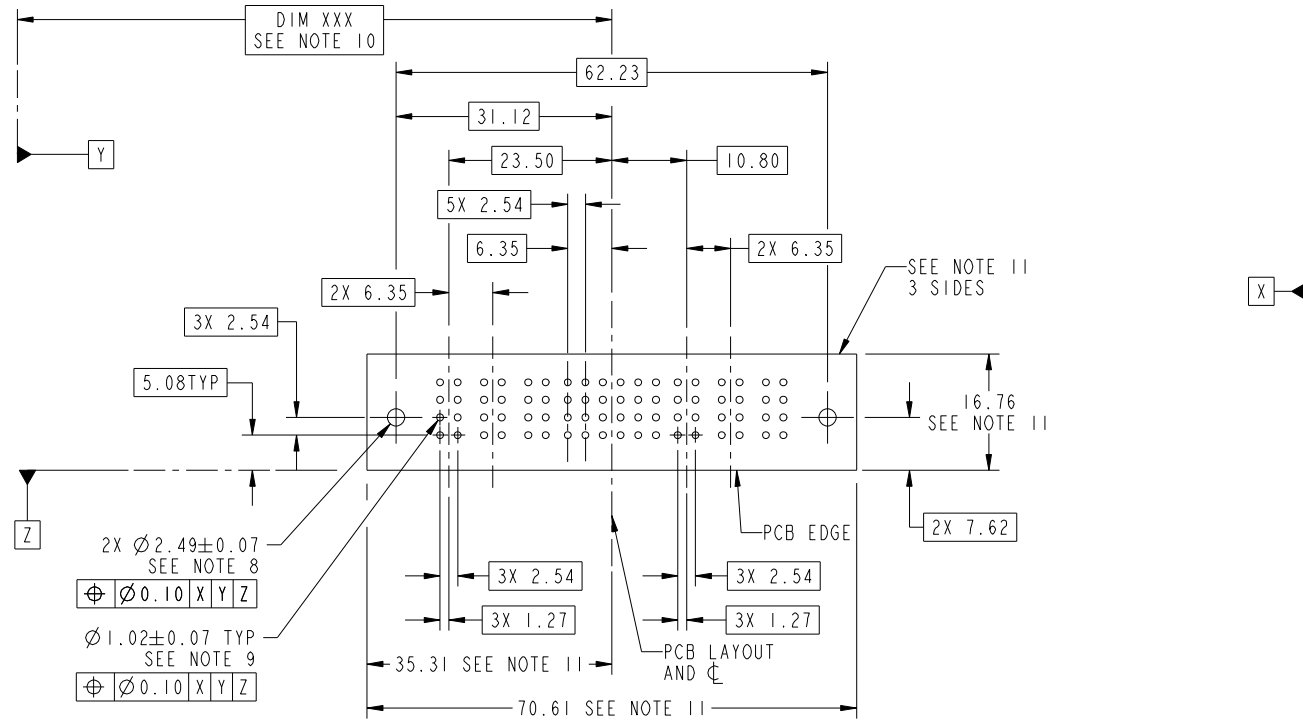 DIM XXX
SEE NOTE 10
62.23
31.12
Y
23.50
10.80
5X 2.54
6.35
2X 6.35
SEE NOTE 11
3 SIDES
2X 6.35
X
3X 2.54
5.08TYP
16.76
SEE NOTE 11
Z
2X 7.62
PCB EDGE
2X Ø2.49±0.07
SEE NOTE 8
⌖ Ø0.10 X Y Z
3X 2.54
3X 2.54
3X 1.27
3X 1.27
Ø1.02±0.07 TYP
SEE NOTE 9
⌖ Ø0.10 X Y Z
PCB LAYOUT
AND ℄
35.31 SEE NOTE 11
70.61 SEE NOTE 11